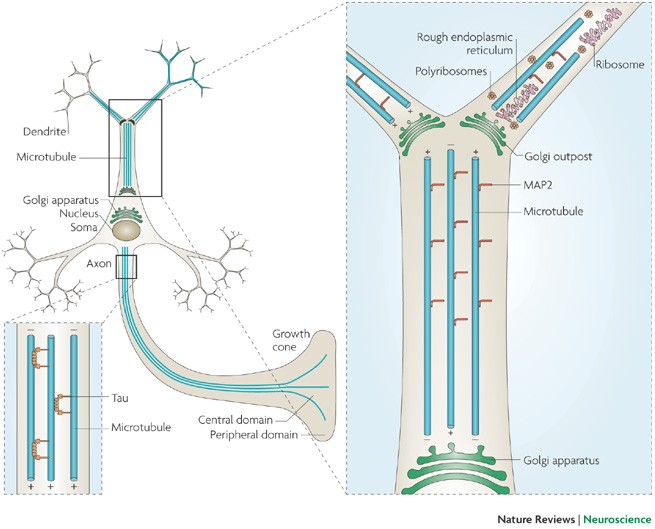 Dendrite
Microtubule
Golgi apparatus
Nucleus
Soma
Axon
Growth
cone
Central domain
Peripheral domain
− − −
Tau
Microtubule
+ + +
Rough endoplasmic
reticulum
Polyribosomes
Ribosome
+ +
Golgi outpost
+ − +
MAP2
Microtubule
− + −
Golgi apparatus
Nature Reviews | Neuroscience